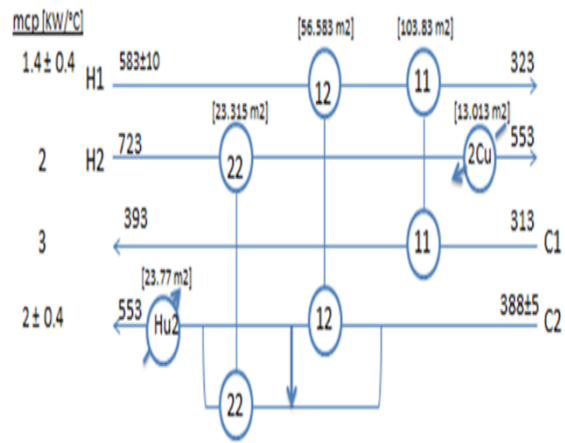 mcp [KW/°C]
[56.583 m2] [103.83 m2]
1.4± 0.4 H1 583±10 12 11 323
[23.315 m2] [13.013 m2]
2 H2 723 22 2Cu 553
3 393 11 313 C1
[23.77 m2]
2± 0.4 553 Hu2 12 388±5 C2
22